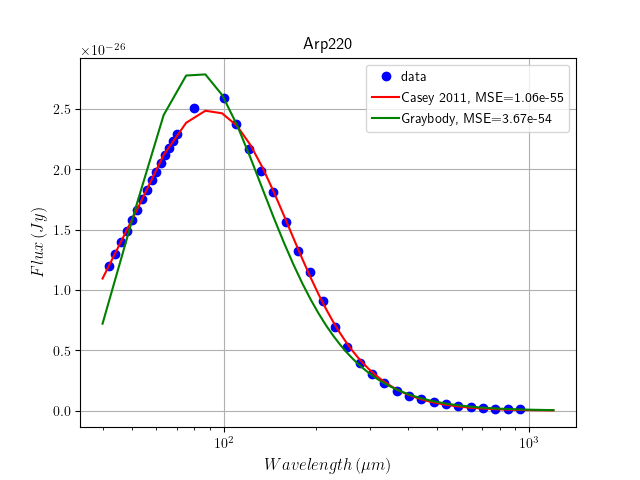 Arp220
×10⁻²⁶
data
Casey 2011, MSE=1.06e-55
Graybody, MSE=3.67e-54
2.5
2.0
1.5
1.0
0.5
0.0
Flux (Jy)
10² 10³
Wavelength (μm)